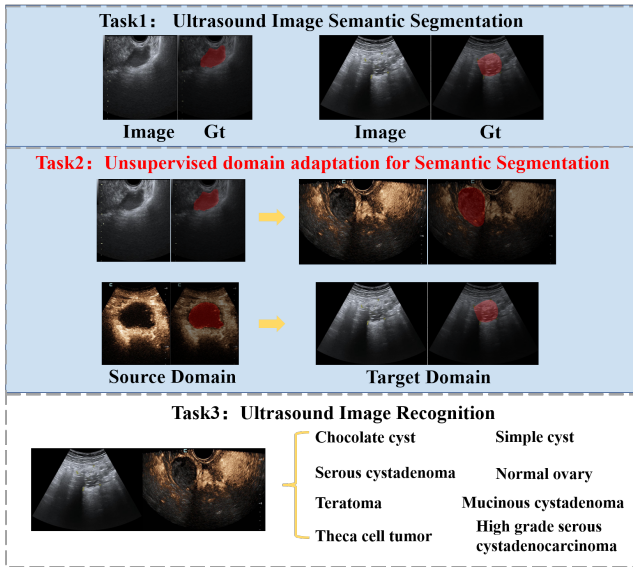 Task1：Ultrasound Image Semantic Segmentation
Image Gt Image Gt
Task2：Unsupervised domain adaptation for Semantic Segmentation
Source Domain Target Domain
Task3：Ultrasound Image Recognition
Chocolate cyst Simple cyst
Serous cystadenoma Normal ovary
Teratoma Mucinous cystadenoma
Theca cell tumor High grade serous
cystadenocarcinoma